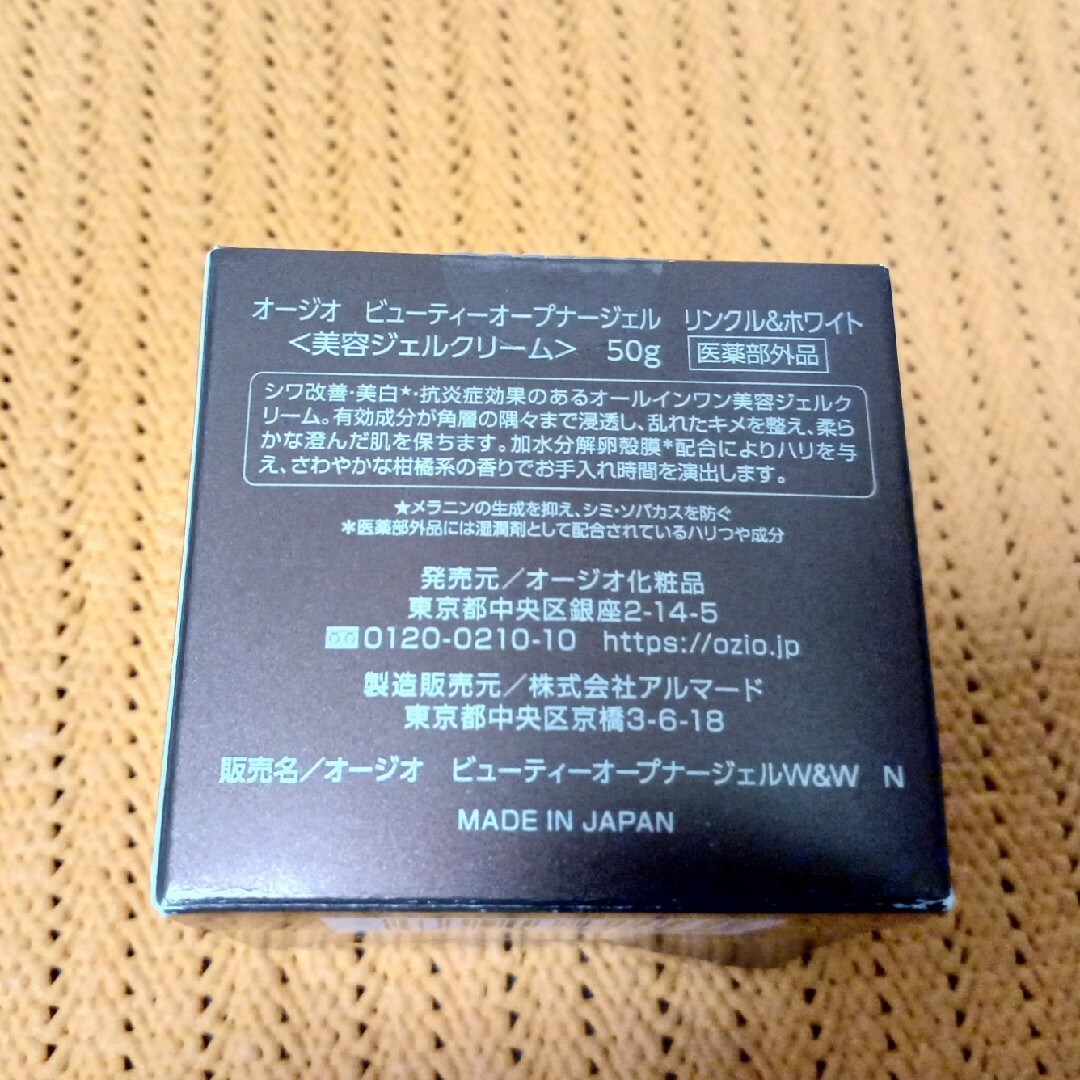 オージオ ビューティーオープナージェル リンクル&ホワイト
<美容ジェルクリーム> 50g 医薬部外品
シワ改善・美白★・抗炎症効果のあるオールインワン美容ジェルク
リーム。有効成分が角層の隅々まで浸透し、乱れたキメを整え、柔ら
かな澄んだ肌を保ちます。加水分解卵殻膜*配合によりハリを与
え、さわやかな柑橘系の香りでお手入れ時間を演出します。
★メラニンの生成を抑え、シミ・ソバカスを防ぐ
*医薬部外品には湿潤剤として配合されているハリつや成分
発売元/オージオ化粧品
東京都中央区銀座2-14-5
0120-0210-10 https://ozio.jp
製造販売元/株式会社アルマード
東京都中央区京橋3-6-18
販売名/オージオ ビューティーオープナージェルW&W N
MADE IN JAPAN